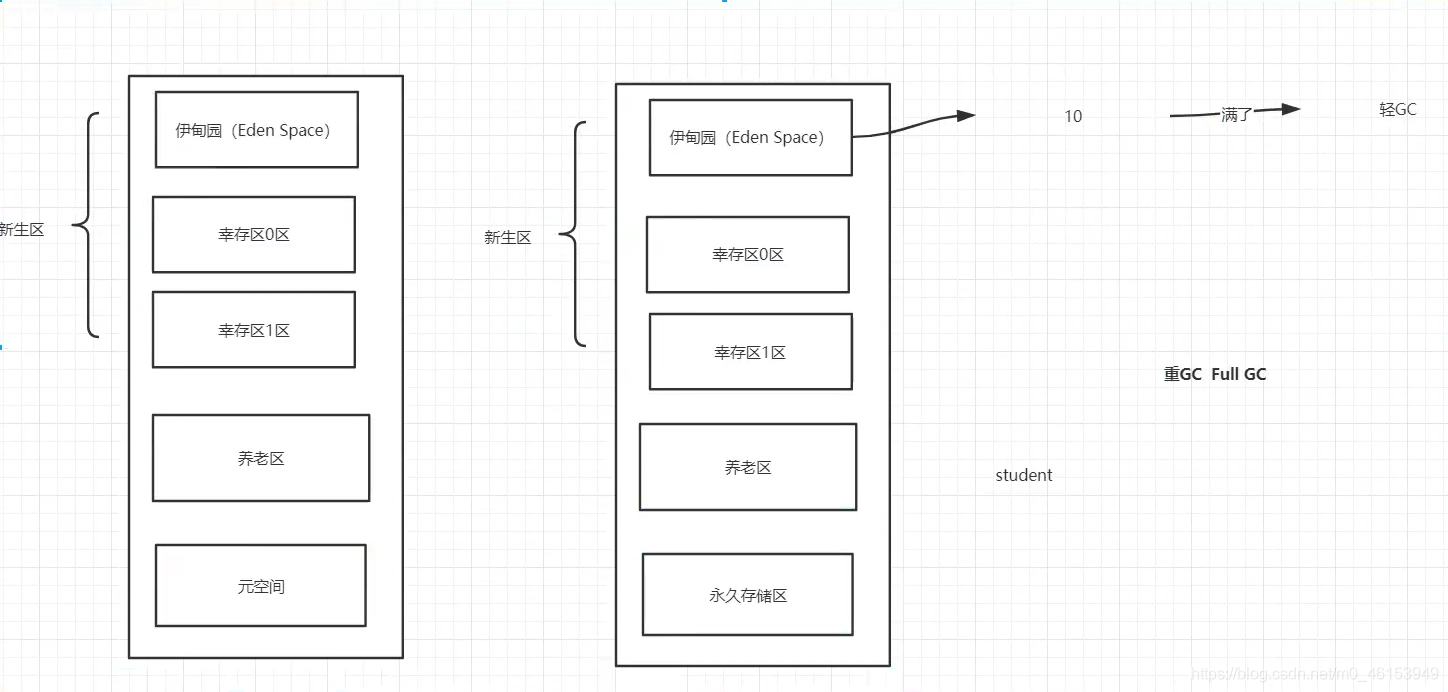 伊甸园（Eden Space）
新生区
幸存区0区
幸存区1区
养老区
元空间
伊甸园（Eden Space）
新生区
幸存区0区
幸存区1区
养老区
永久存储区
10
满了
轻GC
重GC Full GC
student
https://blog.csdn.net/m0_46153949